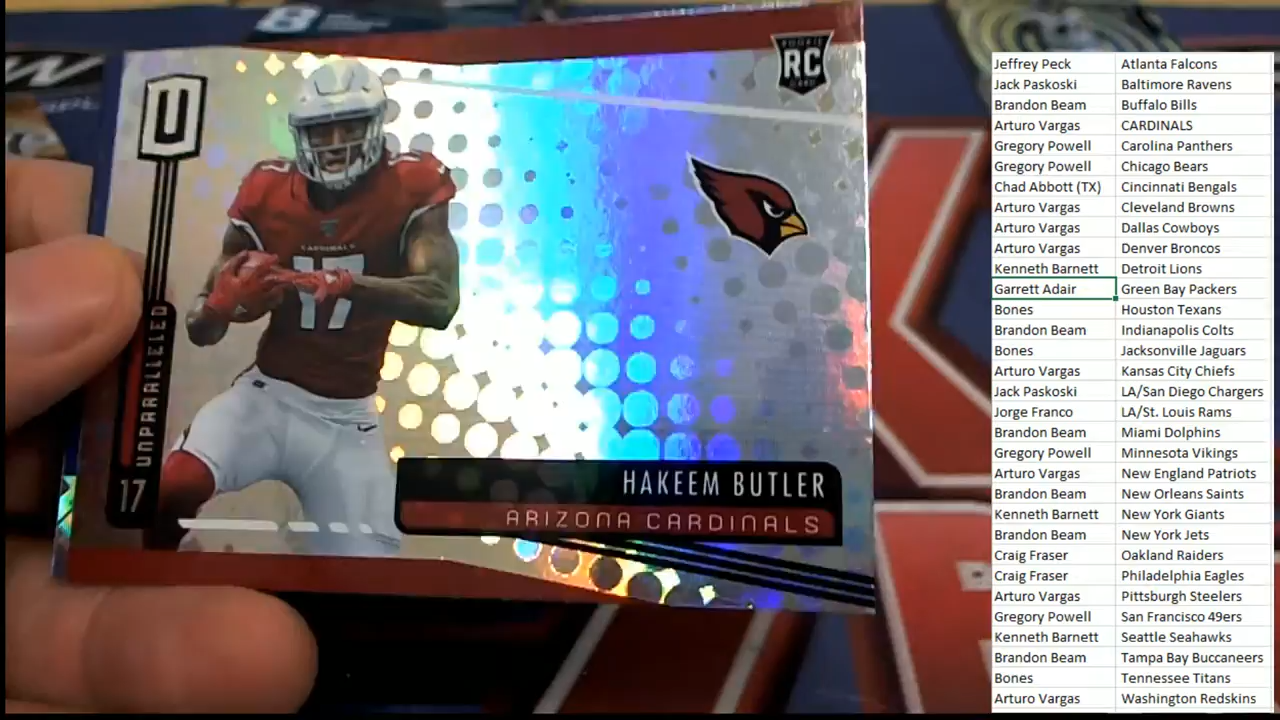 U
ROOKIE
RC
CARD
CARDINALS
17
UNPARALLELED
17
HAKEEM BUTLER
ARIZONA CARDINALS
Jeffrey Peck Atlanta Falcons
Jack Paskoski Baltimore Ravens
Brandon Beam Buffalo Bills
Arturo Vargas CARDINALS
Gregory Powell Carolina Panthers
Gregory Powell Chicago Bears
Chad Abbott (TX) Cincinnati Bengals
Arturo Vargas Cleveland Browns
Arturo Vargas Dallas Cowboys
Arturo Vargas Denver Broncos
Kenneth Barnett Detroit Lions
Garrett Adair Green Bay Packers
Bones Houston Texans
Brandon Beam Indianapolis Colts
Bones Jacksonville Jaguars
Arturo Vargas Kansas City Chiefs
Jack Paskoski LA/San Diego Chargers
Jorge Franco LA/St. Louis Rams
Brandon Beam Miami Dolphins
Gregory Powell Minnesota Vikings
Arturo Vargas New England Patriots
Brandon Beam New Orleans Saints
Kenneth Barnett New York Giants
Brandon Beam New York Jets
Craig Fraser Oakland Raiders
Craig Fraser Philadelphia Eagles
Arturo Vargas Pittsburgh Steelers
Gregory Powell San Francisco 49ers
Kenneth Barnett Seattle Seahawks
Brandon Beam Tampa Bay Buccaneers
Bones Tennessee Titans
Arturo Vargas Washington Redskins